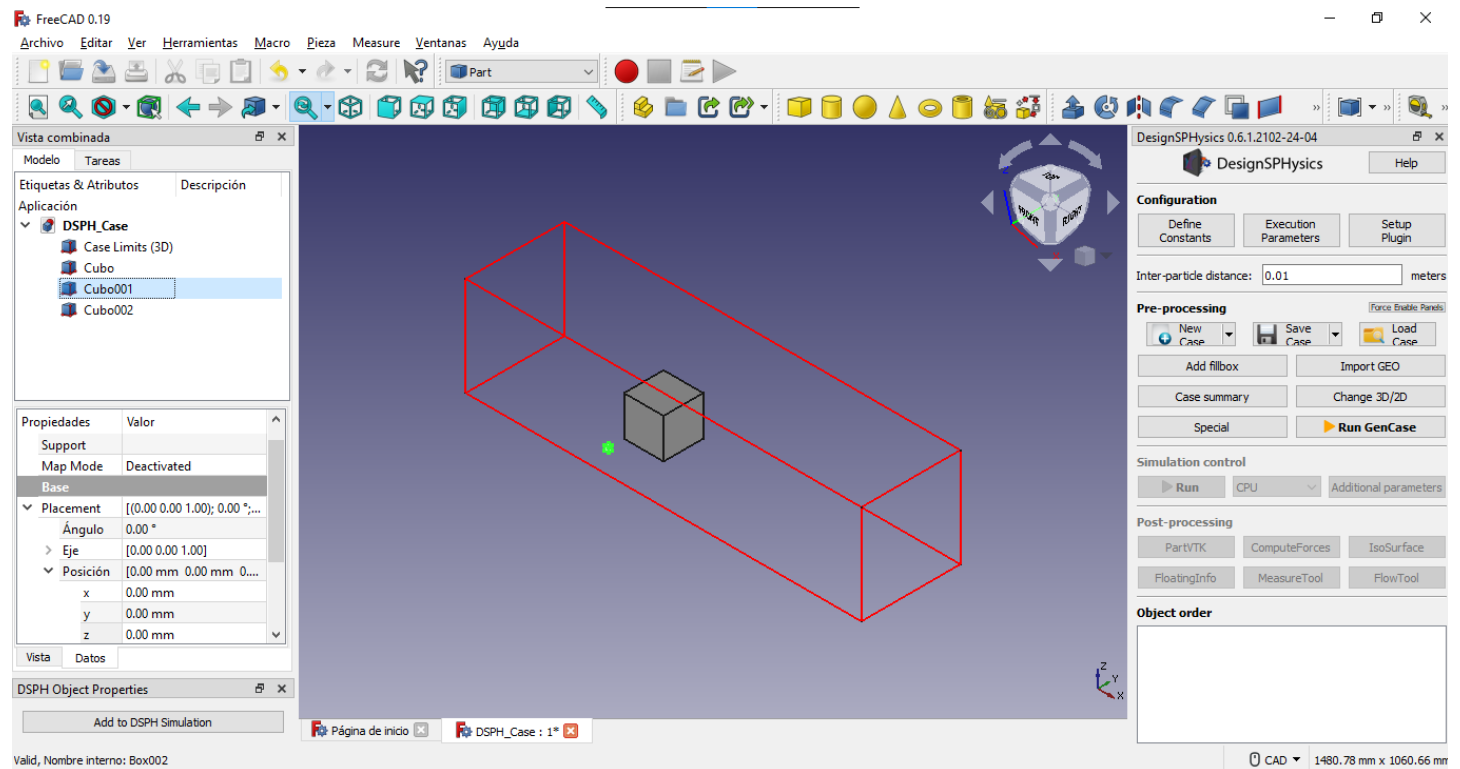 FreeCAD 0.19
Archivo Editar Ver Herramientas Macro Pieza Measure Ventanas Ayuda
Part
Vista combinada
Modelo Tareas
Etiquetas & Atributos Descripción
Aplicación
DSPH_Case
Case Limits (3D)
Cubo
Cubo001
Cubo002
Propiedades Valor
Support
Map Mode Deactivated
Base
Placement [(0.00 0.00 1.00); 0.00 °;...
Ángulo 0.00 °
Eje [0.00 0.00 1.00]
Posición [0.00 mm 0.00 mm 0....
x 0.00 mm
y 0.00 mm
z 0.00 mm
Vista Datos
DSPH Object Properties
Add to DSPH Simulation
Valid, Nombre interno: Box002
RIGHT
Z
Y
X
Página de inicio DSPH_Case : 1*
DesignSPHysics 0.6.1.2102-24-04
DesignSPHysics Help
Configuration
Define Constants Execution Parameters Setup Plugin
Inter-particle distance: 0.01 meters
Pre-processing Force Enable Panels
New Case Save Case Load Case
Add fillbox Import GEO
Case summary Change 3D/2D
Special Run GenCase
Simulation control
Run CPU Additional parameters
Post-processing
PartVTK ComputeForces IsoSurface
FloatingInfo MeasureTool FlowTool
Object order
CAD 1480.78 mm x 1060.66 mm